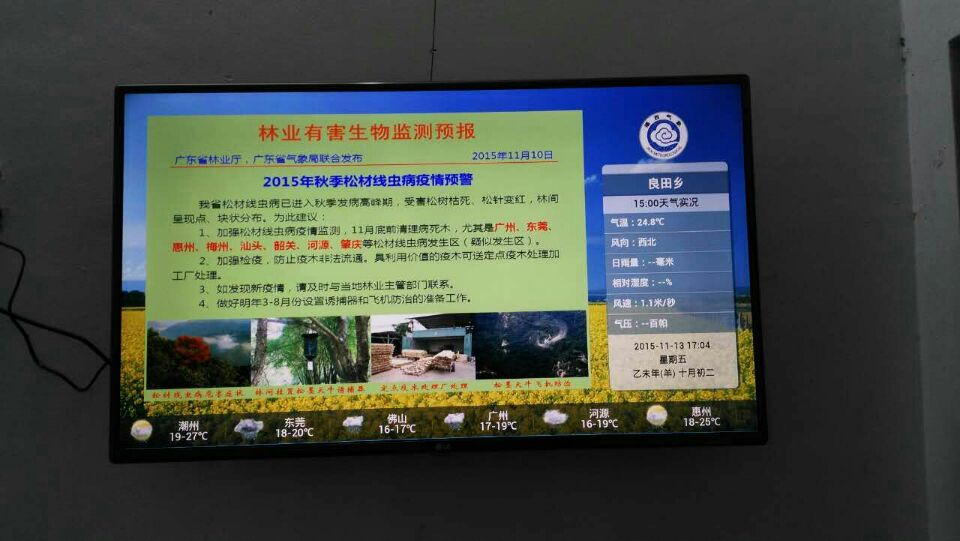 林业有害生物监测预报
广东省林业厅，广东省气象局联合发布
2015年11月10日
2015年秋季松材线虫病疫情预警
我省松材线虫病已进入秋季发病高峰期，受害松树枯死、松针变红，林间
呈现点、块状分布。为此建议：
1、加强松材线虫病疫情监测，11月底前清理病死木，尤其是广州、东莞、
惠州、梅州、汕头、韶关、河源、肇庆等松材线虫病发生区（疑似发生区）。
2、加强检疫，防止疫木非法流通。具利用价值的疫木可送定点疫木处理加
工厂处理。
3、如发现新疫情，请及时与当地林业主管部门联系。
4、做好明年3-8月份设置诱捕器和飞机防治的准备工作。
松材线虫病危害症状
林间挂置松墨天牛诱捕器
定点疫木处理厂处理
松墨天牛飞机防治
良田乡
15:00天气实况
气温：24.8℃
风向：西北
日雨量：--毫米
相对湿度：--%
风速：1.1米/秒
气压：--百帕
2015-11-13 17:04
星期五
乙未年(羊) 十月初二
潮州
19-27℃
东莞
18-20℃
佛山
16-17℃
广州
17-19℃
河源
16-19℃
惠州
18-25℃
LG